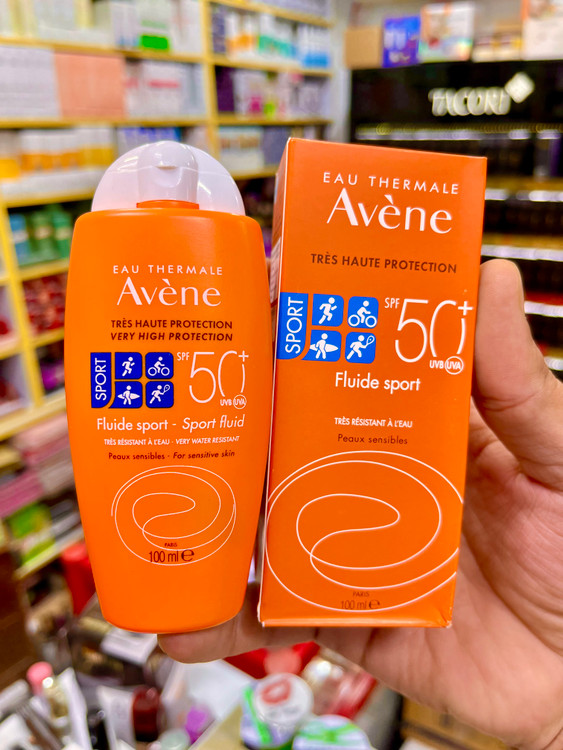 TACORI
EAU THERMALE
Avène
TRÈS HAUTE PROTECTION
VERY HIGH PROTECTION
SPORT
SPF 50+
UVB UVA
Fluide sport - Sport fluid
TRÈS RÉSISTANT À L'EAU - VERY WATER RESISTANT
Peaux sensibles - For sensitive skin
PARIS
100 ml e
EAU THERMALE
Avène
TRÈS HAUTE PROTECTION
SPORT
SPF 50+
UVB UVA
Fluide sport
TRÈS RÉSISTANT À L'EAU
Peaux sensibles
PARIS
100 ml e